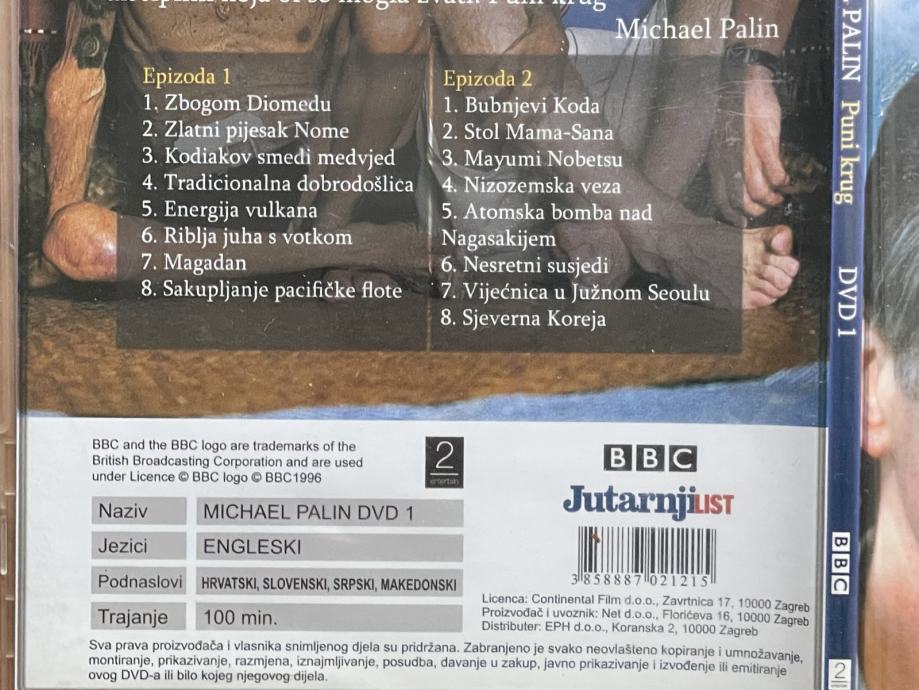 Puni krug
Michael Palin
Epizoda 1
1. Zbogom Diomedu
2. Zlatni pijesak Nome
3. Kodiakov smedi medvjed
4. Tradicionalna dobrodošlica
5. Energija vulkana
6. Riblja juha s votkom
7. Magadan
8. Sakupljanje pacifičke flote
Epizoda 2
1. Bubnjevi Koda
2. Stol Mama-Sana
3. Mayumi Nobetsu
4. Nizozemska veza
5. Atomska bomba nad
Nagasakijem
6. Nesretni susjedi
7. Vijećnica u Južnom Seoulu
8. Sjeverna Koreja
BBC and the BBC logo are trademarks of the
British Broadcasting Corporation and are used
under Licence © BBC logo © BBC1996
2
entertain
Naziv MICHAEL PALIN DVD 1
Jezici ENGLESKI
Podnaslovi HRVATSKI, SLOVENSKI, SRPSKI, MAKEDONSKI
Trajanje 100 min.
BBC
Jutarnji LIST
3 858887 021215
Licenca: Continental Film d.o.o., Zavrtnica 17, 10000 Zagreb
Proizvođač i uvoznik: Net d.o.o., Florićeva 16, 10000 Zagreb
Distributer: EPH d.o.o., Koranska 2, 10000 Zagreb
Sva prava proizvođača i vlasnika snimljenog djela su pridržana. Zabranjeno je svako neovlašteno kopiranje i umnožavanje,
montiranje, prikazivanje, razmjena, iznajmljivanje, posudba, davanje u zakup, javno prikazivanje i izvođenje ili emitiranje
ovog DVD-a ili bilo kojeg njegovog dijela.
PALIN Puni krug DVD 1
BBC
2